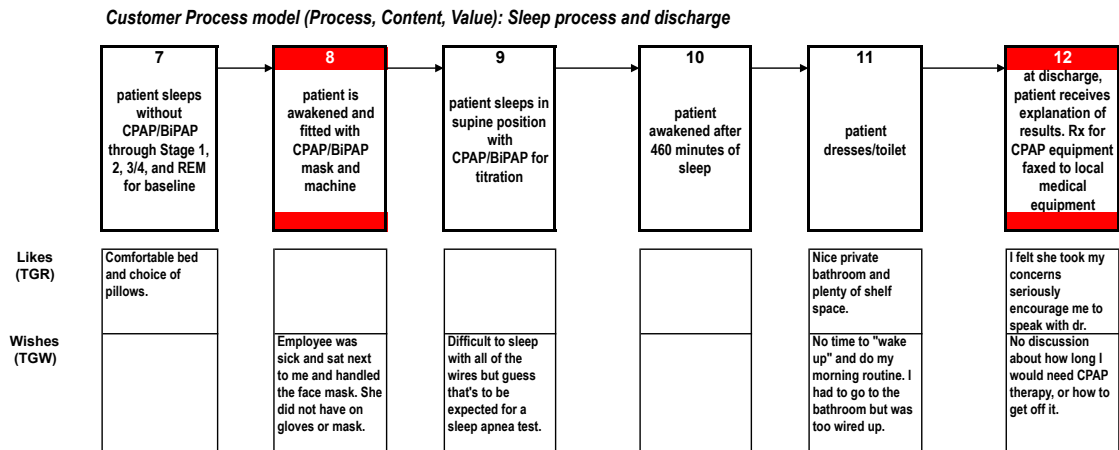 Customer Process model (Process, Content, Value): Sleep process and discharge
7
patient sleeps
without
CPAP/BiPAP
through Stage 1,
2, 3/4, and REM
for baseline
8
patient is
awakened and
fitted with
CPAP/BiPAP
mask and
machine
9
patient sleeps in
supine position
with
CPAP/BiPAP for
titration
10
patient
awakened after
460 minutes of
sleep
11
patient
dresses/toilet
12
at discharge,
patient receives
explanation of
results. Rx for
CPAP equipment
faxed to local
medical
equipment
Likes
(TGR)
Comfortable bed
and choice of
pillows.
Nice private
bathroom and
plenty of shelf
space.
I felt she took my
concerns
seriously
encourage me to
speak with dr.
Wishes
(TGW)
Employee was
sick and sat next
to me and handled
the face mask. She
did not have on
gloves or mask.
Difficult to sleep
with all of the
wires but guess
that's to be
expected for a
sleep apnea test.
No time to "wake
up" and do my
morning routine. I
had to go to the
bathroom but was
too wired up.
No discussion
about how long I
would need CPAP
therapy, or how to
get off it.